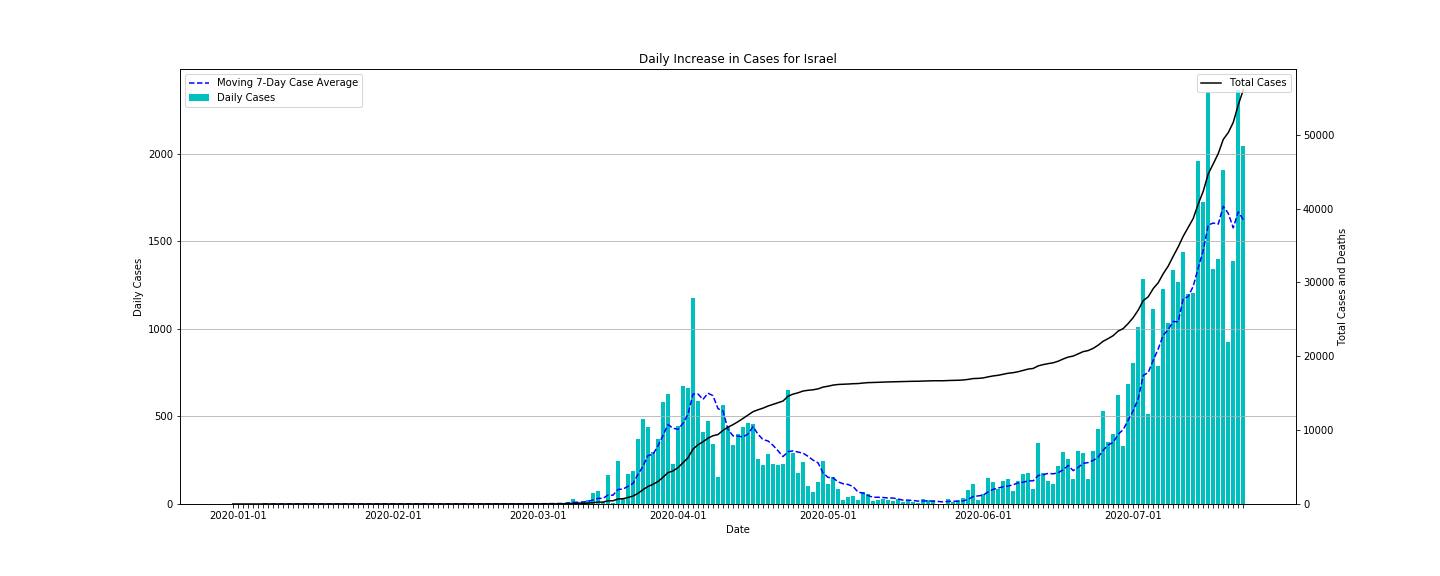 Daily Increase in Cases for Israel
Moving 7-Day Case Average
Daily Cases
Total Cases
2000
1500
1000
500
0
Daily Cases
50000
40000
30000
20000
10000
0
Total Cases and Deaths
2020-01-01 2020-02-01 2020-03-01 2020-04-01 2020-05-01 2020-06-01 2020-07-01
Date